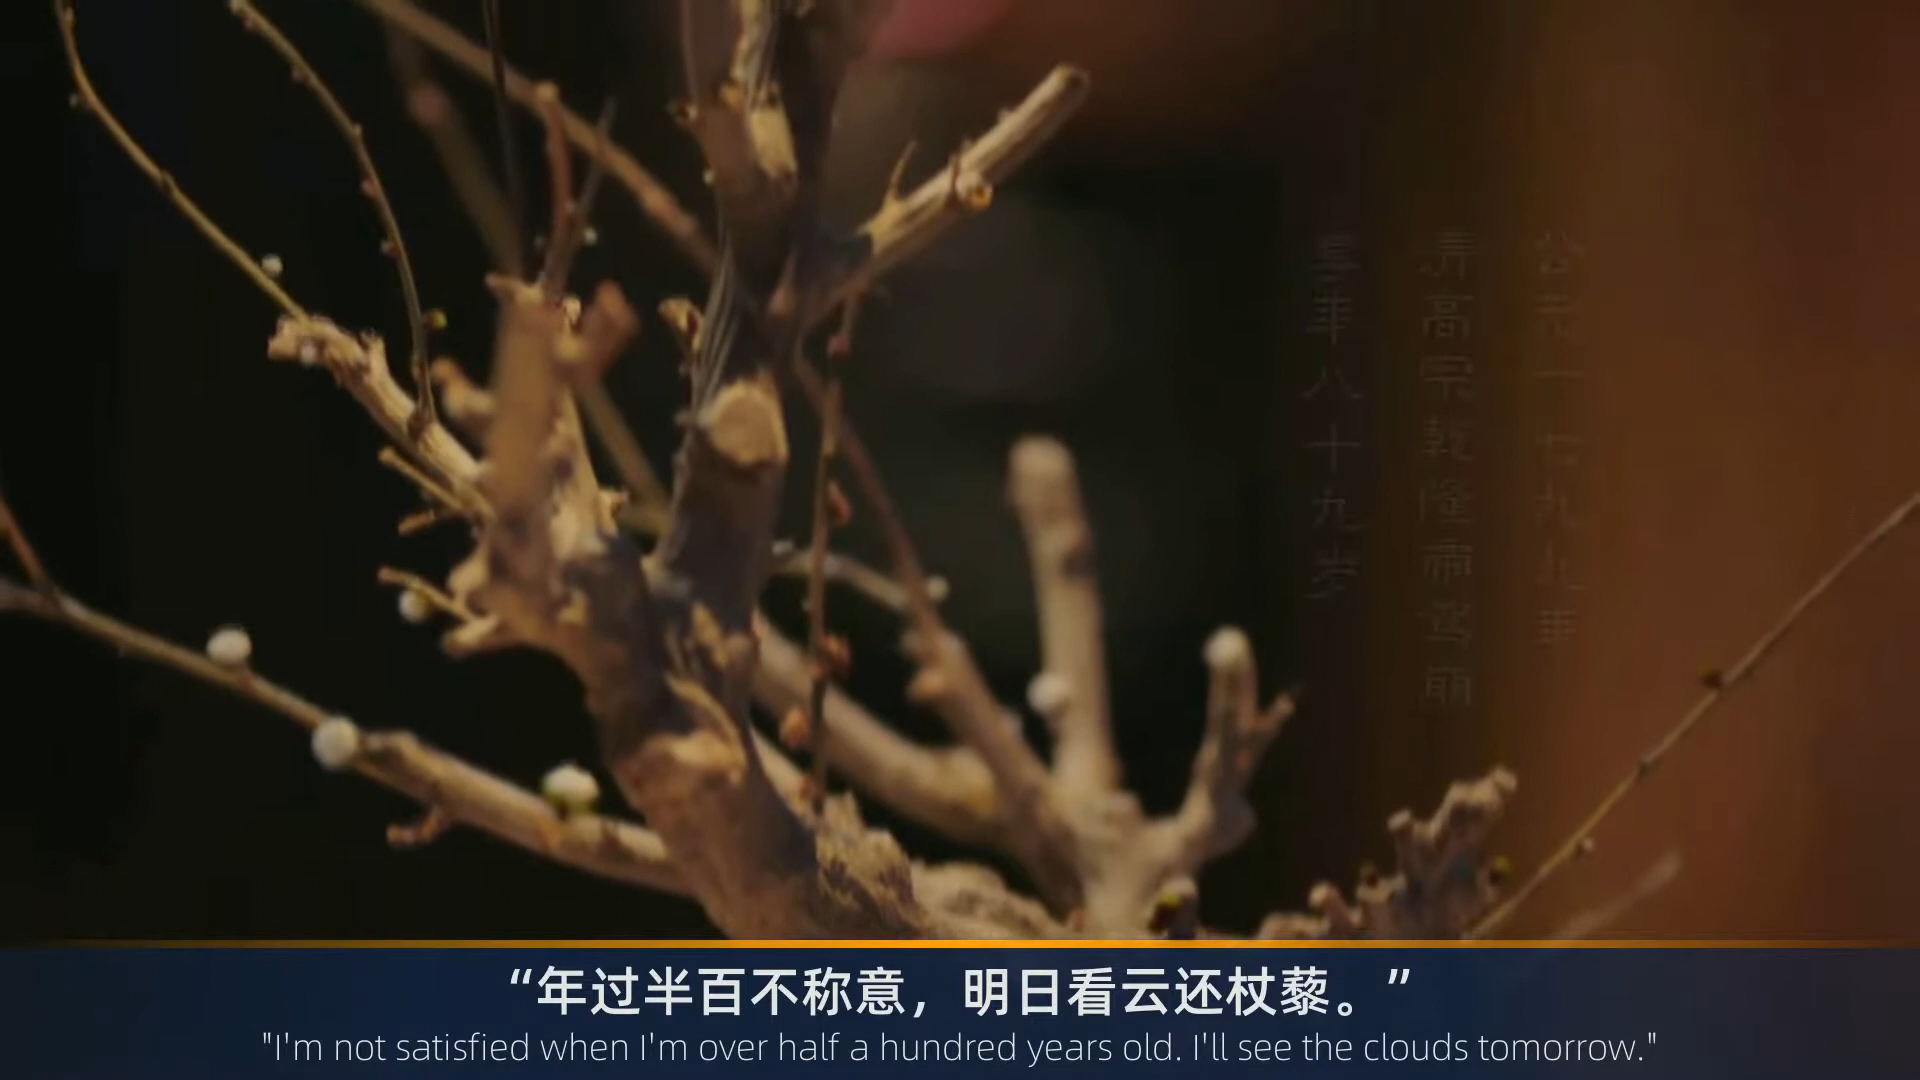 公元一七九九年
清高宗乾隆帝驾崩
享年八十九岁
“年过半百不称意，明日看云还杖藜。”
"I'm not satisfied when I'm over half a hundred years old. I'll see the clouds tomorrow."